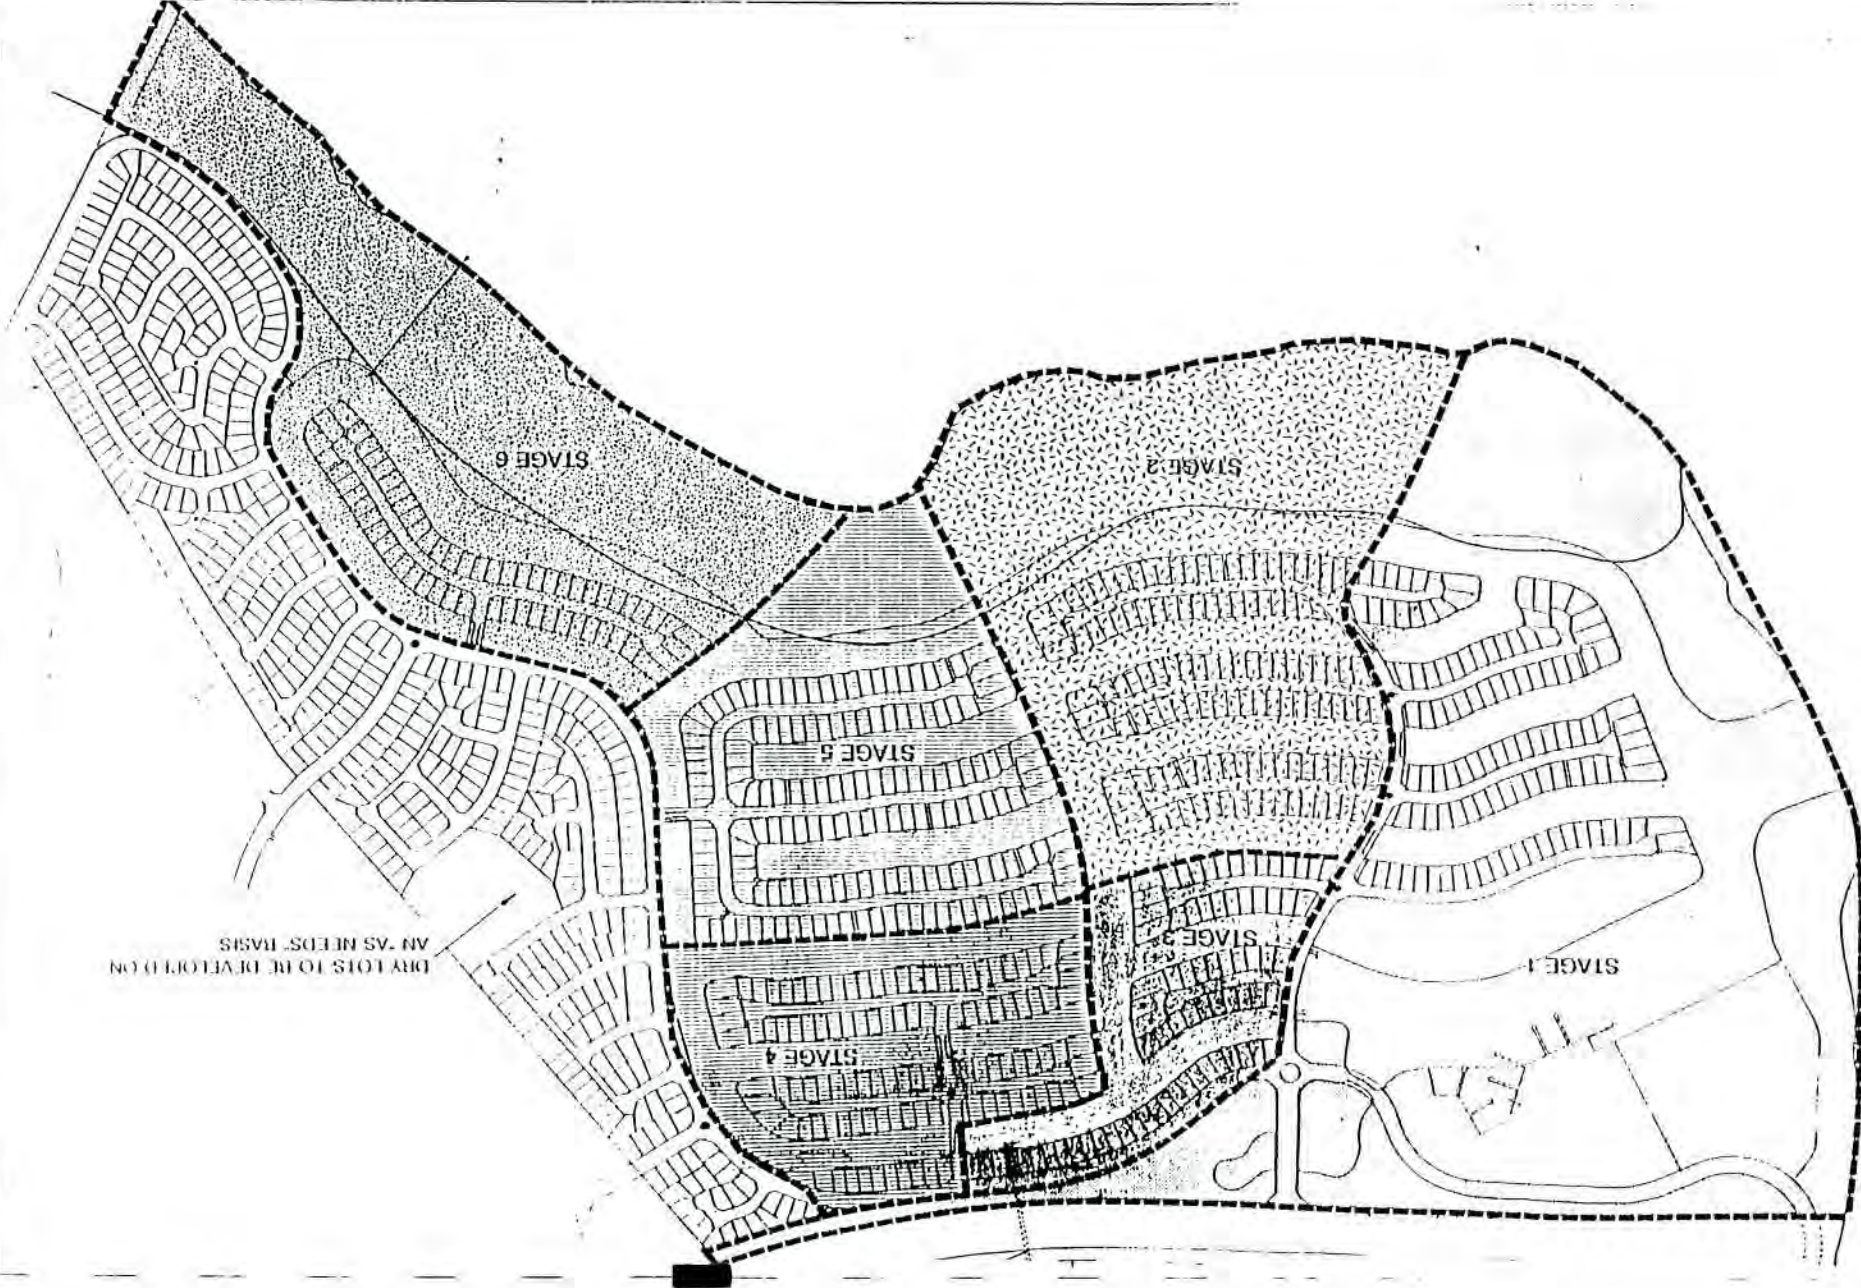 DRY LOTS TO BE DEVELOPED ON
AN "AS NEEDS" BASIS
STAGE 1
STAGE 3
STAGE 4
STAGE 5
STAGE 2
STAGE 6